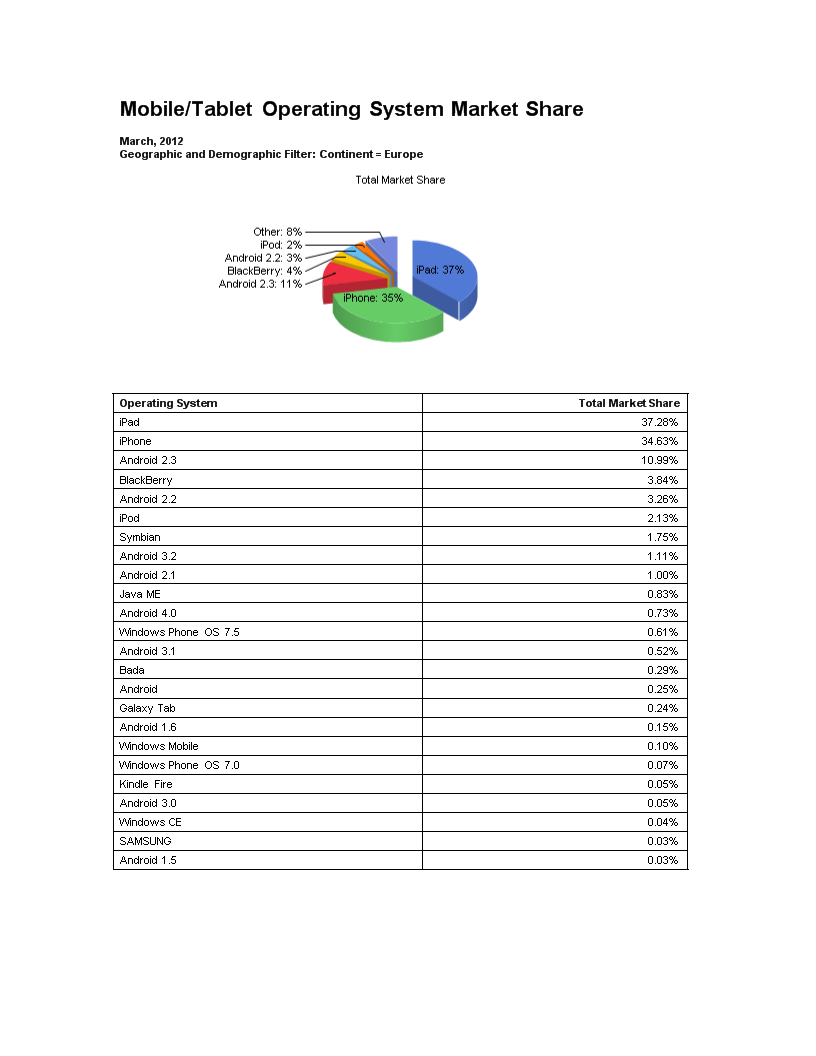 Mobile/Tablet Operating System Market Share
March, 2012
Geographic and Demographic Filter: Continent = Europe
Total Market Share
Other: 8%
iPod: 2%
Android 2.2: 3%
BlackBerry: 4%
Android 2.3: 11%
iPad: 37%
iPhone: 35%
Operating System Total Market Share
iPad 37.28%
iPhone 34.63%
Android 2.3 10.99%
BlackBerry 3.84%
Android 2.2 3.26%
iPod 2.13%
Symbian 1.75%
Android 3.2 1.11%
Android 2.1 1.00%
Java ME 0.83%
Android 4.0 0.73%
Windows Phone OS 7.5 0.61%
Android 3.1 0.52%
Bada 0.29%
Android 0.25%
Galaxy Tab 0.24%
Android 1.6 0.15%
Windows Mobile 0.10%
Windows Phone OS 7.0 0.07%
Kindle Fire 0.05%
Android 3.0 0.05%
Windows CE 0.04%
SAMSUNG 0.03%
Android 1.5 0.03%